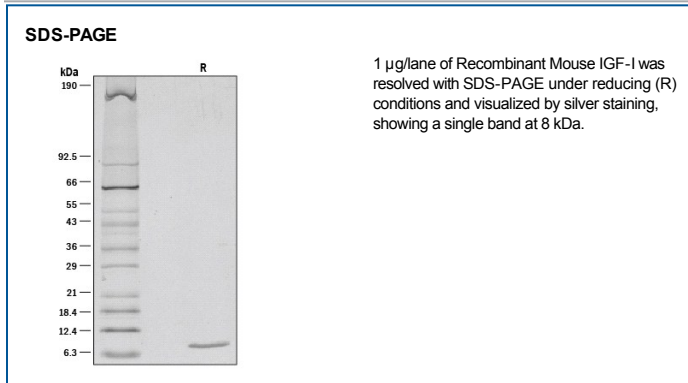 SDS-PAGE
kDa
R
190
92.5
66
55
43
36
29
21
18.4
12.4
6.3
1 µg/lane of Recombinant Mouse IGF-I was
resolved with SDS-PAGE under reducing (R)
conditions and visualized by silver staining,
showing a single band at 8 kDa.